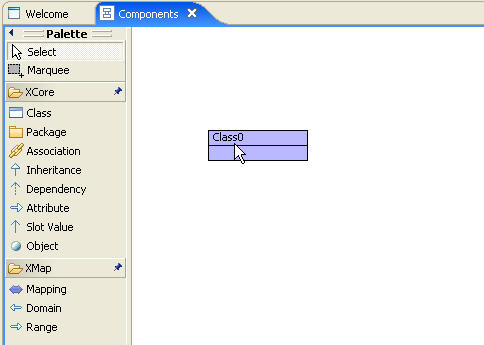 Welcome
Components
Palette
Select
Marquee
XCore
Class
Package
Association
Inheritance
Dependency
Attribute
Slot Value
Object
XMap
Mapping
Domain
Range
Class0